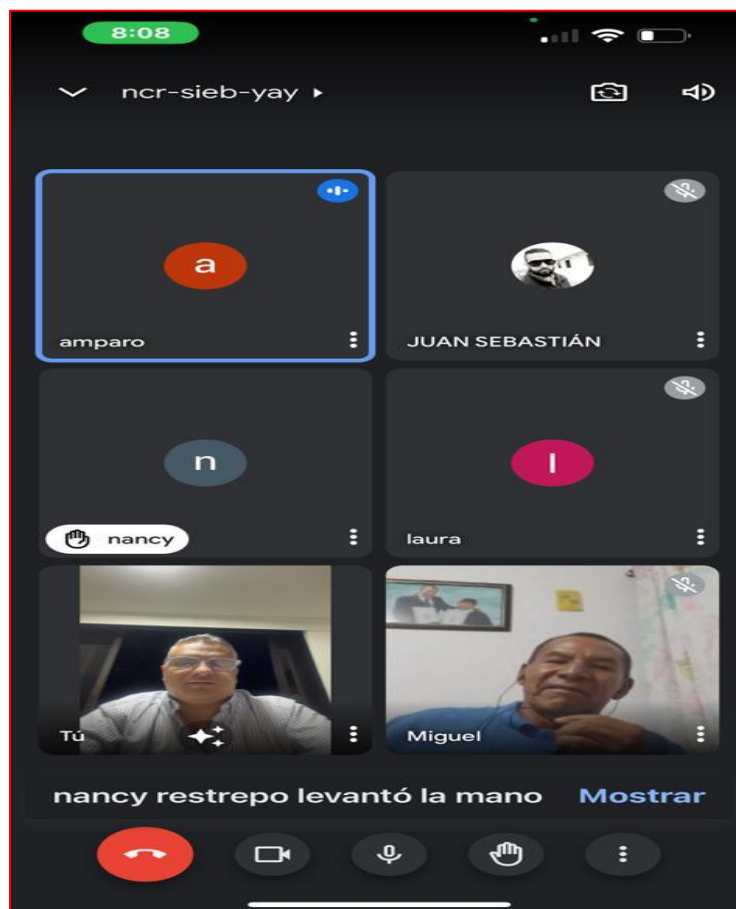 8:08
ncr-sieb-yay
a
amparo
JUAN SEBASTIÁN
n
nancy
l
laura
Tú
Miguel
nancy restrepo levantó la mano Mostrar